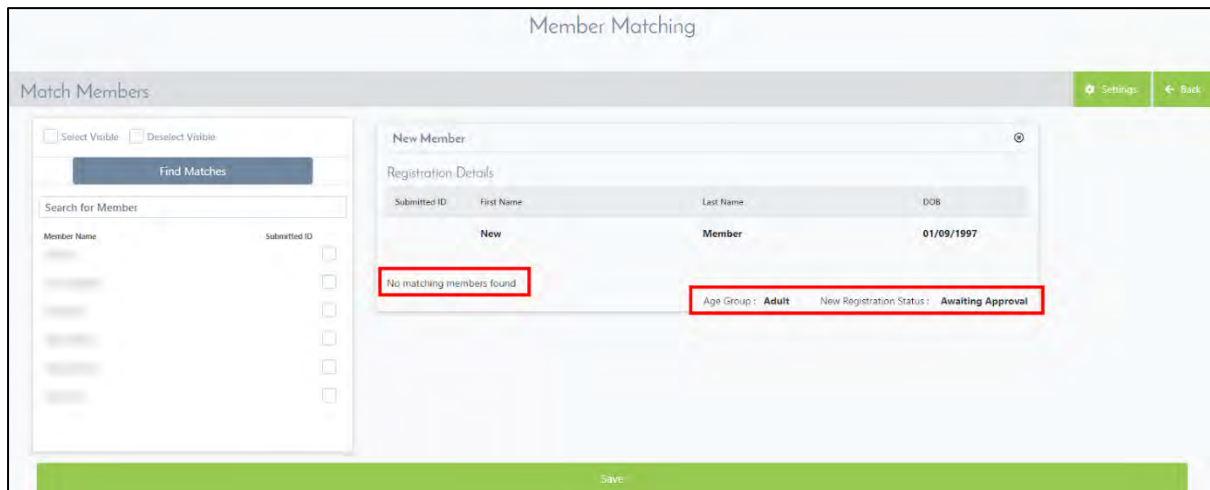 Member Matching
Match Members
Settings
Back
Select Visible Deselect Visible
Find Matches
Search for Member
Member Name Submitted ID
New Member
Registration Details
Submitted ID First Name Last Name DOB
New Member 01/09/1997
No matching members found
Age Group : Adult New Registration Status : Awaiting Approval
Save